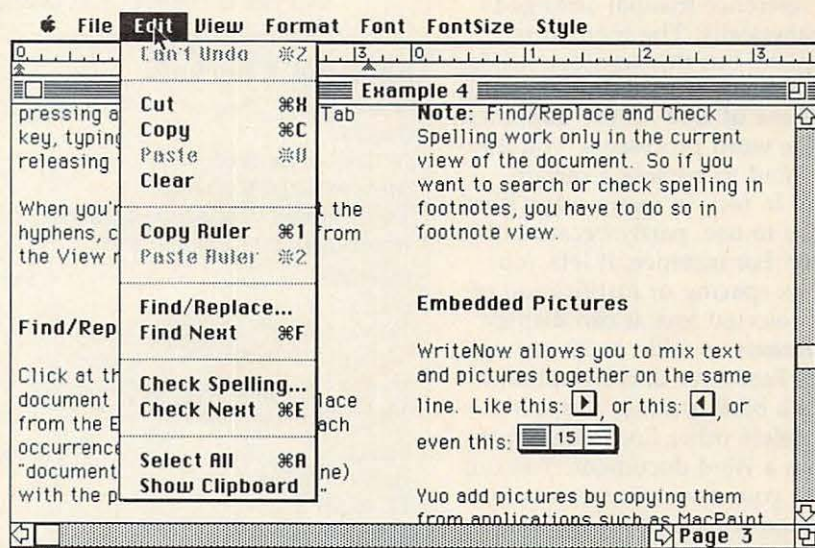 File Edit View Format Font FontSize Style
0 3 0 1 2 3
Example 4
Can't Undo ⌘Z
Cut ⌘X
Copy ⌘C
Paste ⌘V
Clear
Copy Ruler ⌘1
Paste Ruler ⌘2
Find/Replace...
Find Next ⌘F
Check Spelling...
Check Next ⌘E
Select All ⌘A
Show Clipboard
pressing a Tab
key, typing
releasing
When you'r t the
hyphens, c from
the View
Find/Rep
Click at th
document lace
from the E ach
occurrence
"document ne)
with the p "
Note: Find/Replace and Check
Spelling work only in the current
view of the document. So if you
want to search or check spelling in
footnotes, you have to do so in
footnote view.
Embedded Pictures
WriteNow allows you to mix text
and pictures together on the same
line. Like this: , or this: , or
even this: 15
Yuo add pictures by copying them
from applications such as MacPaint
Page 3